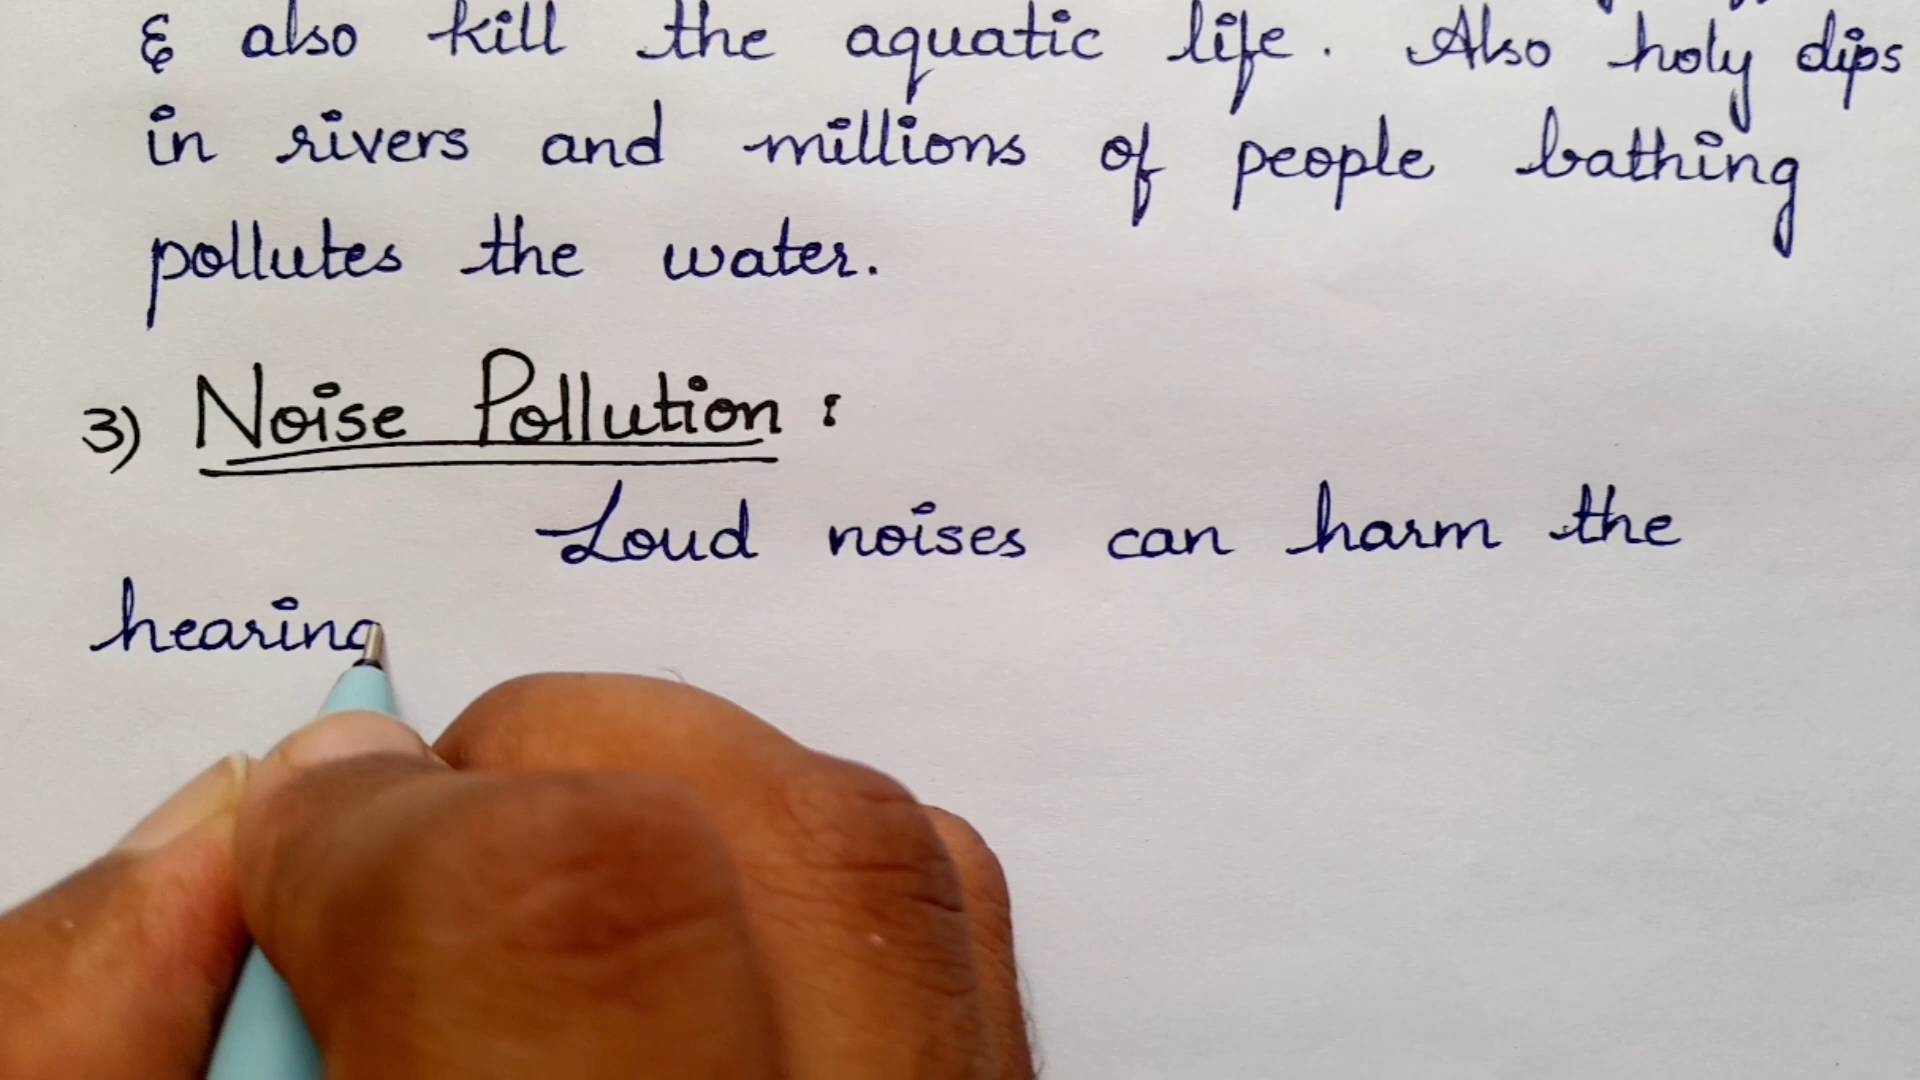 & also kill the aquatic life. Also holy dips
in rivers and millions of people bathing
pollutes the water.
3) Noise Pollution :
Loud noises can harm the
hearing